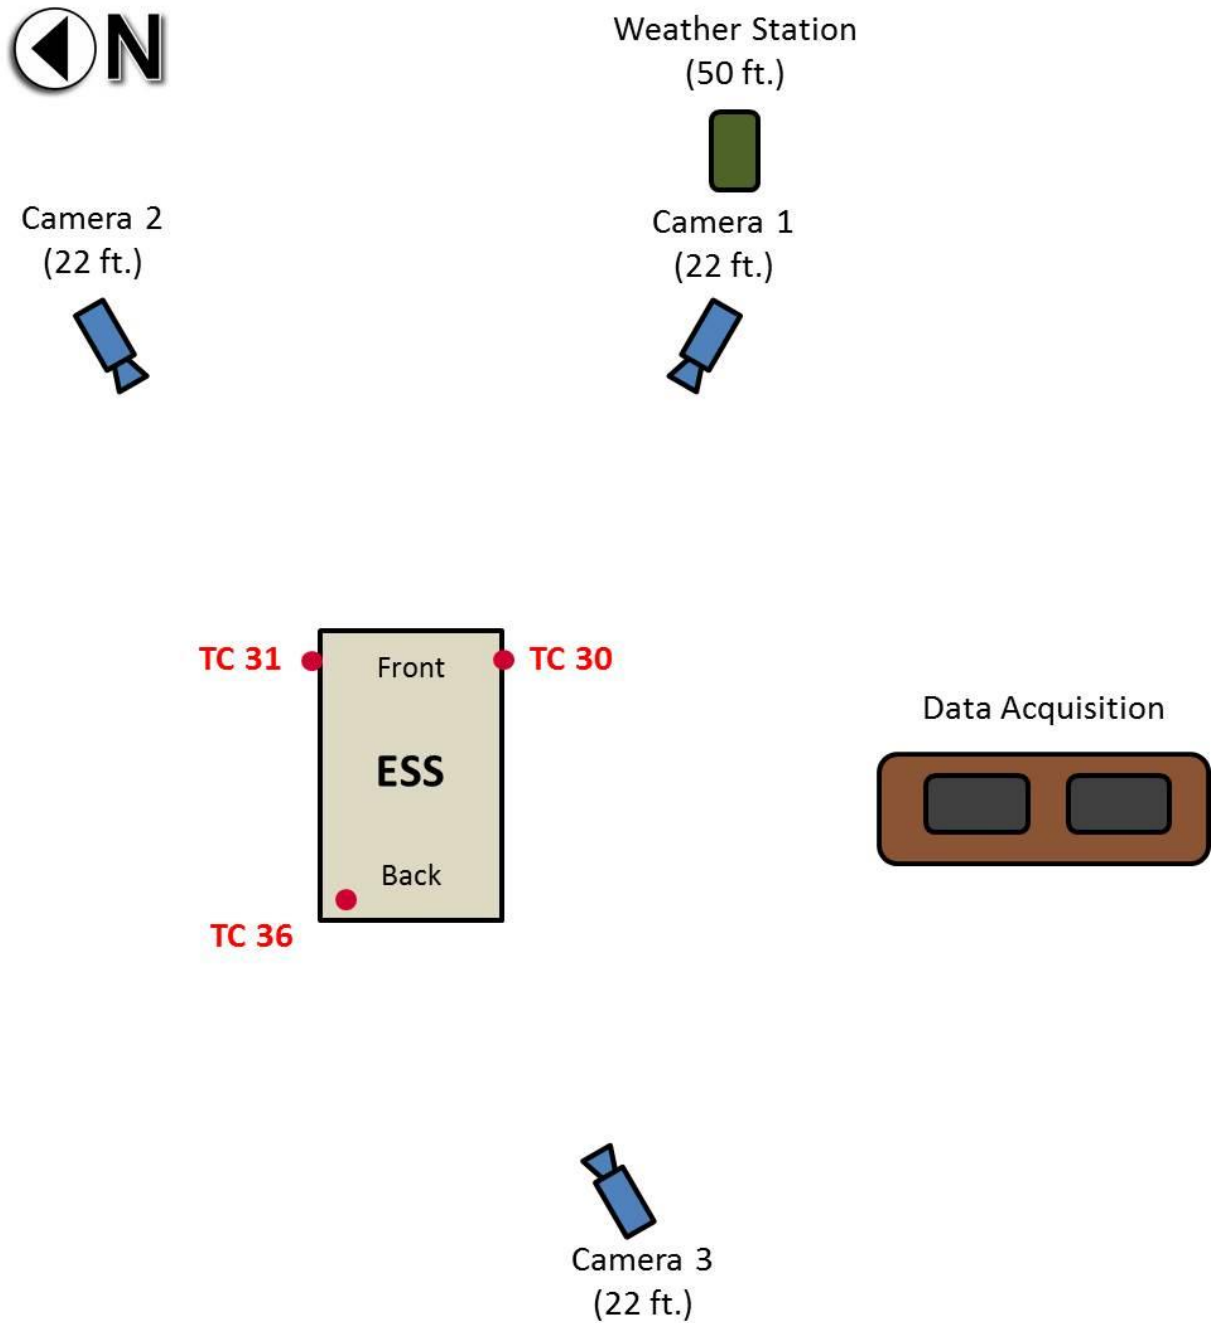 N
Weather Station
(50 ft.)
Camera 2
(22 ft.)
Camera 1
(22 ft.)
TC 31
Front
TC 30
ESS
Data Acquisition
Back
TC 36
Camera 3
(22 ft.)